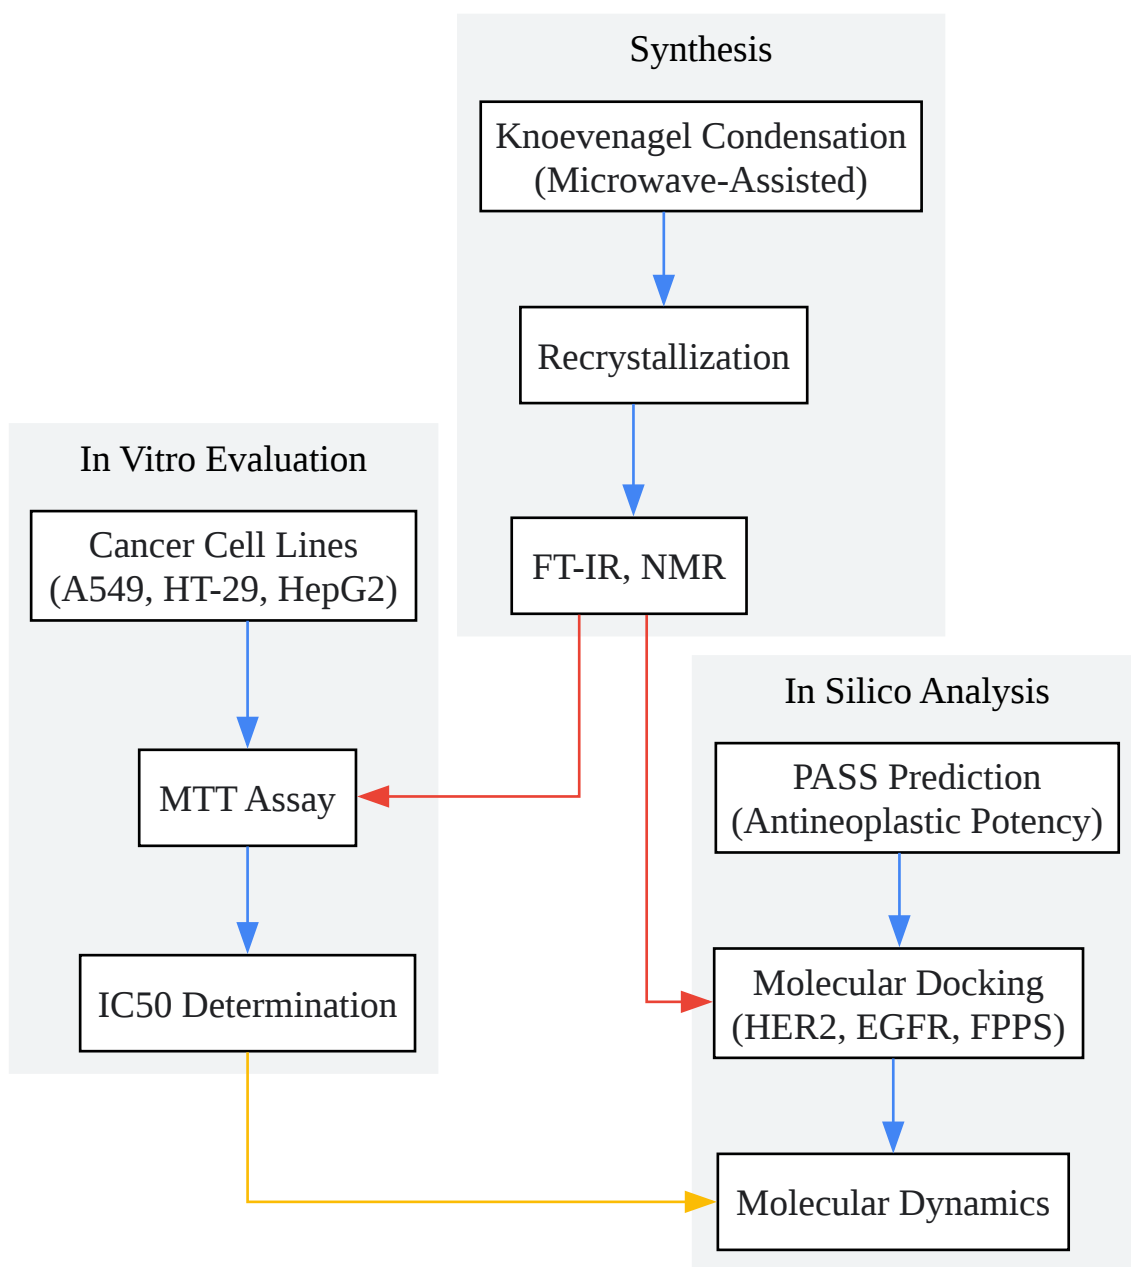 Synthesis
Knoevenagel Condensation
(Microwave-Assisted)
Recrystallization
FT-IR, NMR
In Vitro Evaluation
Cancer Cell Lines
(A549, HT-29, HepG2)
MTT Assay
IC50 Determination
In Silico Analysis
PASS Prediction
(Antineoplastic Potency)
Molecular Docking
(HER2, EGFR, FPPS)
Molecular Dynamics